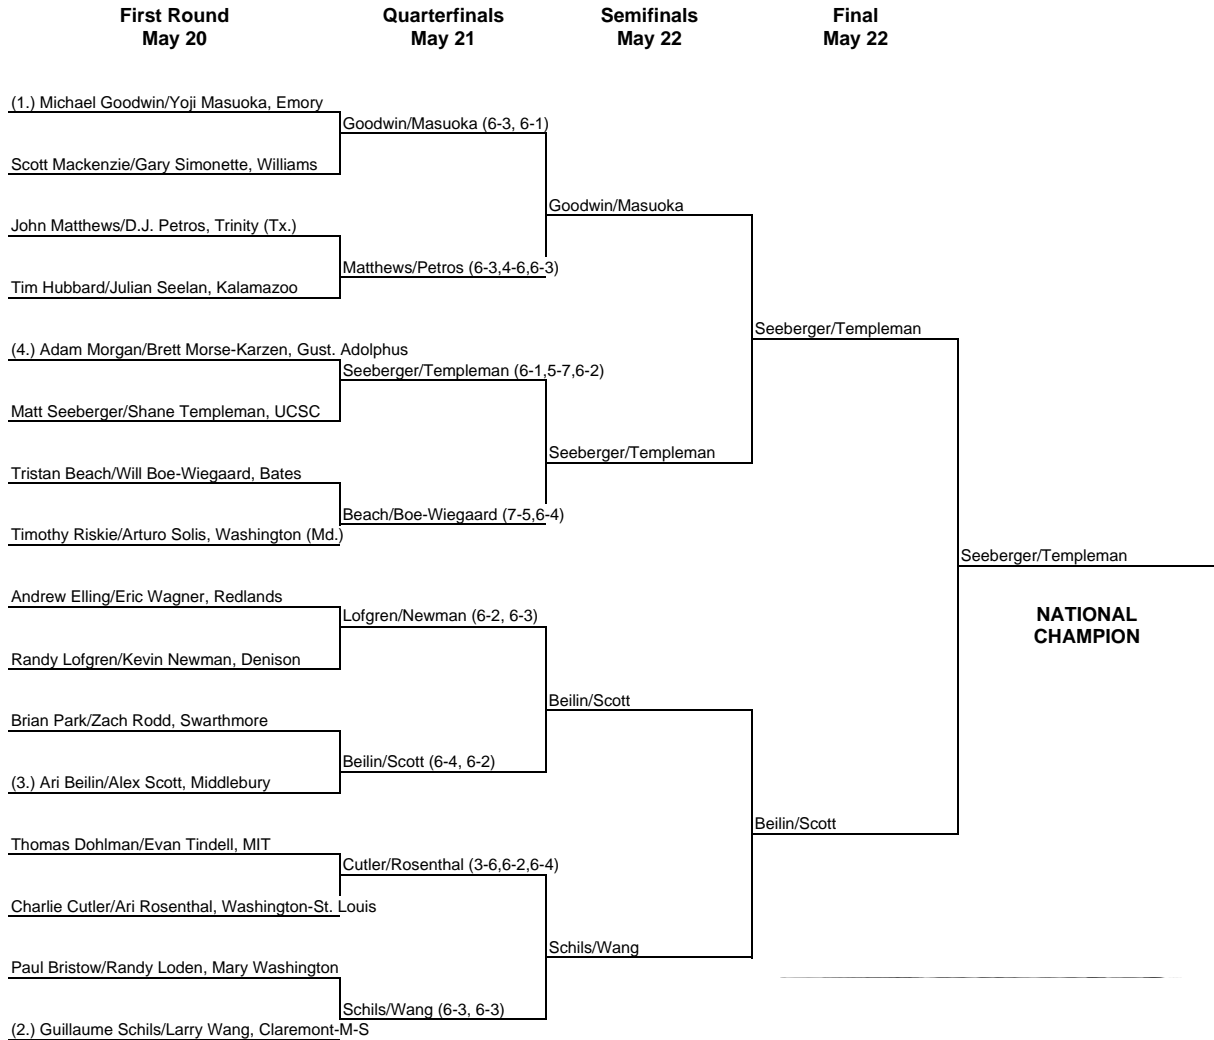 First Round Quarterfinals Semifinals Final
May 20 May 21 May 22 May 22
(1.) Michael Goodwin/Yoji Masuoka, Emory
Goodwin/Masuoka (6-3, 6-1)
Scott Mackenzie/Gary Simonette, Williams
Goodwin/Masuoka
John Matthews/D.J. Petros, Trinity (Tx.)
Matthews/Petros (6-3,4-6,6-3)
Tim Hubbard/Julian Seelan, Kalamazoo
Seeberger/Templeman
(4.) Adam Morgan/Brett Morse-Karzen, Gust. Adolphus
Seeberger/Templeman (6-1,5-7,6-2)
Matt Seeberger/Shane Templeman, UCSC
Seeberger/Templeman
Tristan Beach/Will Boe-Wiegaard, Bates
Beach/Boe-Wiegaard (7-5,6-4)
Timothy Riskie/Arturo Solis, Washington (Md.)
Seeberger/Templeman
Andrew Elling/Eric Wagner, Redlands
Lofgren/Newman (6-2, 6-3)
NATIONAL
CHAMPION
Randy Lofgren/Kevin Newman, Denison
Beilin/Scott
Brian Park/Zach Rodd, Swarthmore
Beilin/Scott (6-4, 6-2)
(3.) Ari Beilin/Alex Scott, Middlebury
Beilin/Scott
Thomas Dohlman/Evan Tindell, MIT
Cutler/Rosenthal (3-6,6-2,6-4)
Charlie Cutler/Ari Rosenthal, Washington-St. Louis
Schils/Wang
Paul Bristow/Randy Loden, Mary Washington
Schils/Wang (6-3, 6-3)
(2.) Guillaume Schils/Larry Wang, Claremont-M-S